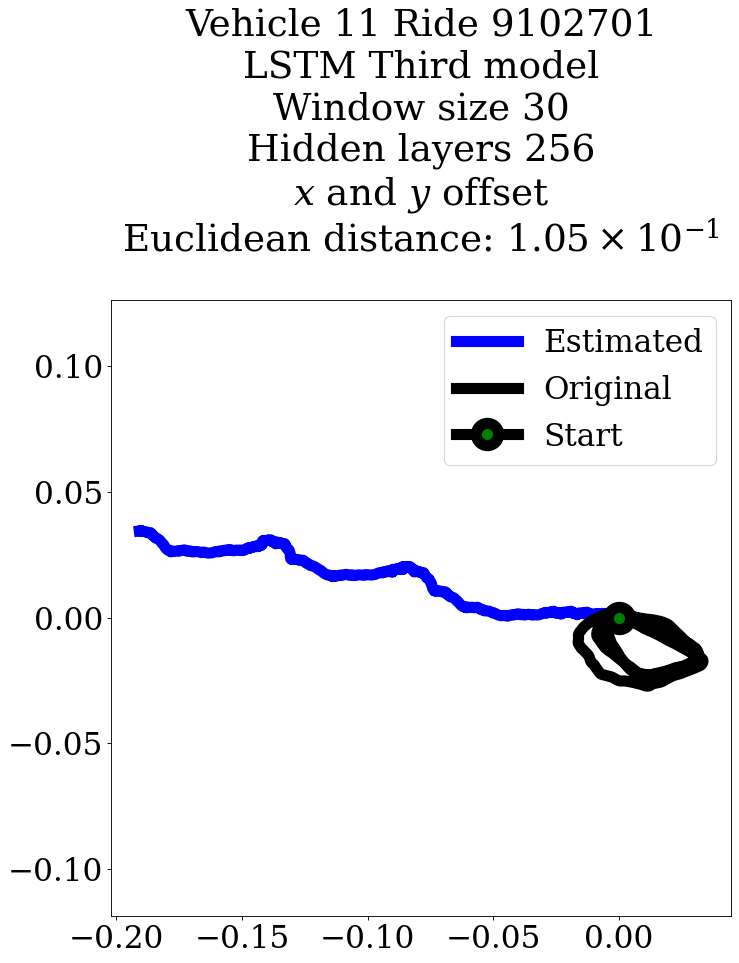 Vehicle 11 Ride 9102701
LSTM Third model
Window size 30
Hidden layers 256
x and y offset
Euclidean distance: 1.05 × 10⁻¹
Estimated
Original
Start
0.10
0.05
0.00
−0.05
−0.10
−0.20 −0.15 −0.10 −0.05 0.00